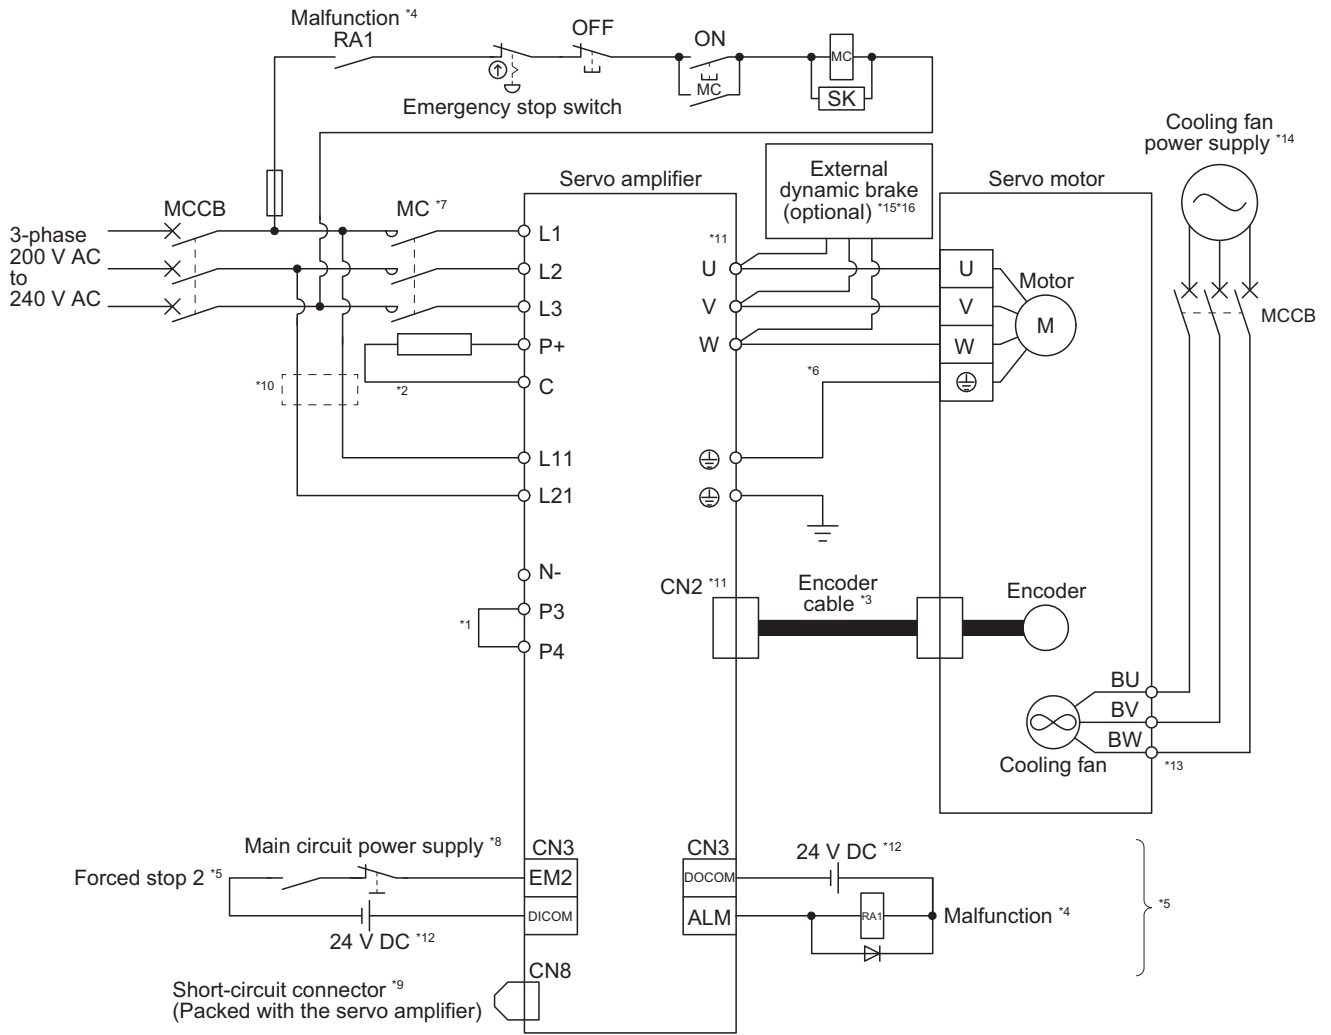 Malfunction *4
RA1
OFF
ON
MC
MC
SK
Emergency stop switch
Cooling fan
power supply *14
External
dynamic brake
(optional) *15*16
Servo amplifier
Servo motor
MCCB
MC *7
3-phase
200 V AC
to
240 V AC
L1
L2
L3
P+
C
*10
*2
L11
L21
N-
P3
P4
*1
*11
U
V
W
*6
U
V
W
Motor
M
MCCB
CN2 *11
Encoder
cable *3
Encoder
BU
BV
BW
*13
Cooling fan
Main circuit power supply *8
Forced stop 2 *5
24 V DC *12
CN3
EM2
DICOM
CN3
DOCOM
ALM
24 V DC *12
RA1
Malfunction *4
*5
CN8
Short-circuit connector *9
(Packed with the servo amplifier)